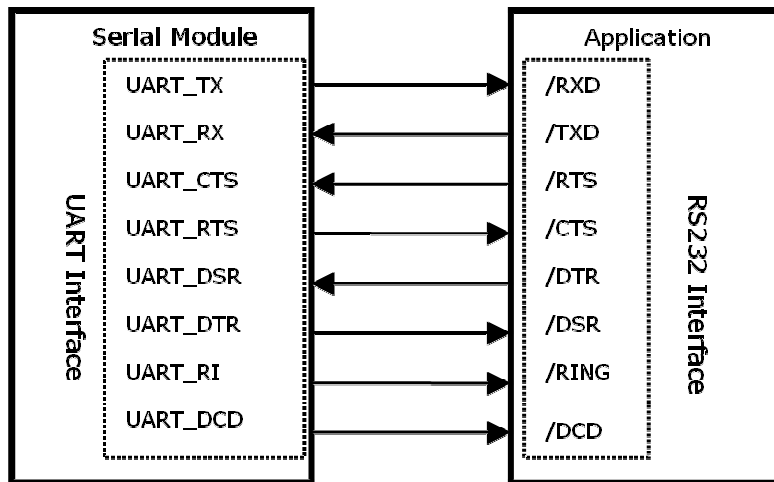 Serial Module
UART_TX
UART_RX
UART_CTS
UART_RTS
UART_DSR
UART_DTR
UART_RI
UART_DCD
UART Interface
Application
/RXD
/TXD
/RTS
/CTS
/DTR
/DSR
/RING
/DCD
RS232 Interface